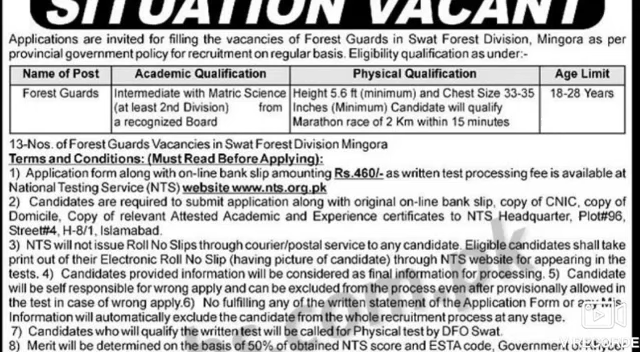 SITUATION VACANT
Applications are invited for filling the vacancies of Forest Guards in Swat Forest Division, Mingora as per
provincial government policy for recruitment on regular basis. Eligibility qualification as under:-
Name of Post Academic Qualification Physical Qualification Age Limit
Forest Guards Intermediate with Matric Science Height 5.6 ft (minimum) and Chest Size 33-35 18-28 Years
(at least 2nd Division) from Inches (Minimum) Candidate will qualify
a recognized Board Marathon race of 2 Km within 15 minutes
13-Nos. of Forest Guards Vacancies in Swat Forest Division Mingora
Terms and Conditions: (Must Read Before Applying):
1) Application form along with on-line bank slip amounting Rs.460/- as written test processing fee is available at
National Testing Service (NTS) website www.nts.org.pk
2) Candidates are required to submit application along with original on-line bank slip, copy of CNIC, copy of
Domicile, Copy of relevant Attested Academic and Experience certificates to NTS Headquarter, Plot#96,
Street#4, H-8/1, Islamabad.
3) NTS will not issue Roll No Slips through courier/postal service to any candidate. Eligible candidates shall take
print out of their Electronic Roll No Slip (having picture of candidate) through NTS website for appearing in the
tests. 4) Candidates provided information will be considered as final information for processing. 5) Candidate
will be self responsible for wrong apply and can be excluded from the process even after provisionally allowed in
the test in case of wrong apply.6) No fulfilling any of the above statement in the Application Form or any Mis
Information will automatically exclude the candidate from the whole recruitment process at any stage.
7) Candidates who will qualify the written test will be called for Physical test by DFO Swat.
8) Merit will be determined on the basis of 50% of obtained NTS score and ESTA code, Government of Khyber
.com.pk